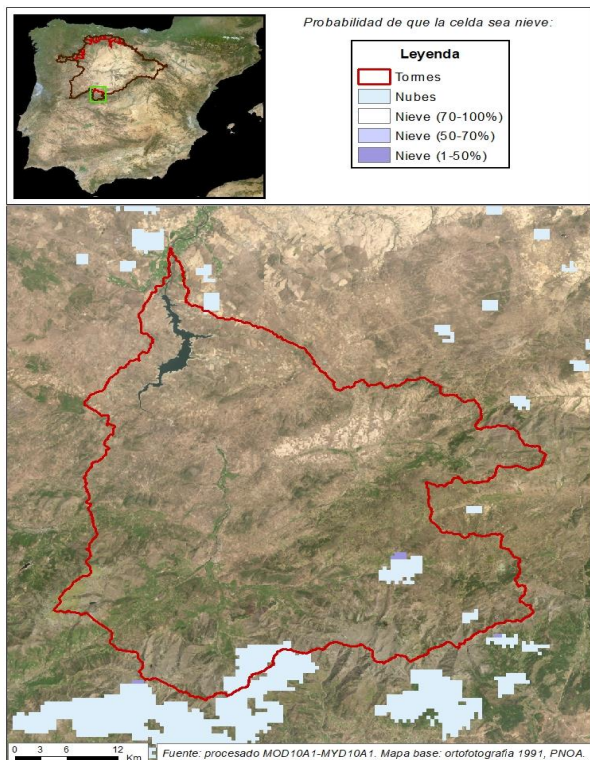 Probabilidad de que la celda sea nieve:
Leyenda
Tormes
Nubes
Nieve (70-100%)
Nieve (50-70%)
Nieve (1-50%)
0 3 6 12
Km
Fuente: procesado MOD10A1-MYD10A1. Mapa base: ortofotografía 1991, PNOA.